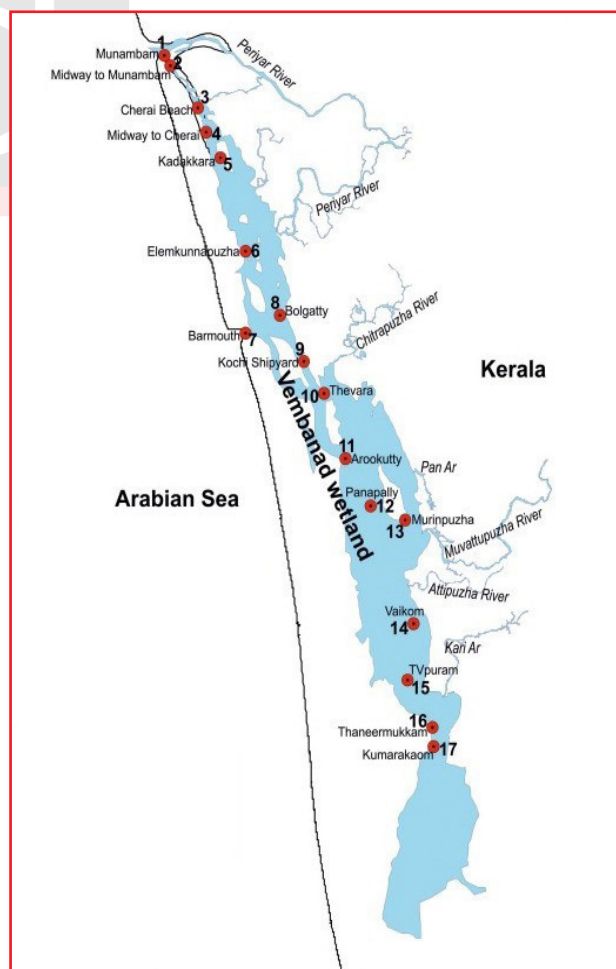 1
Munambam
2
Midway to Munambam
Periyar River
3
Cherai Beach
4
Midway to Cherai
Kadakkara
5
Periyar River
Elemkunnapuzha
6
8
Bolgatty
Chitrapuzha River
Barmouth
7
9
Kochi Shipyard
Kerala
10
Thevara
Vembanad wetland
11
Arookutty
Pan Ar
Arabian Sea
Panapally
12
Murinpuzha
13
Muvattupuzha River
Attipuzha River
Vaikom
14
Kari Ar
TVpuram
15
16
Thaneermukkam
Kumarakaom
17